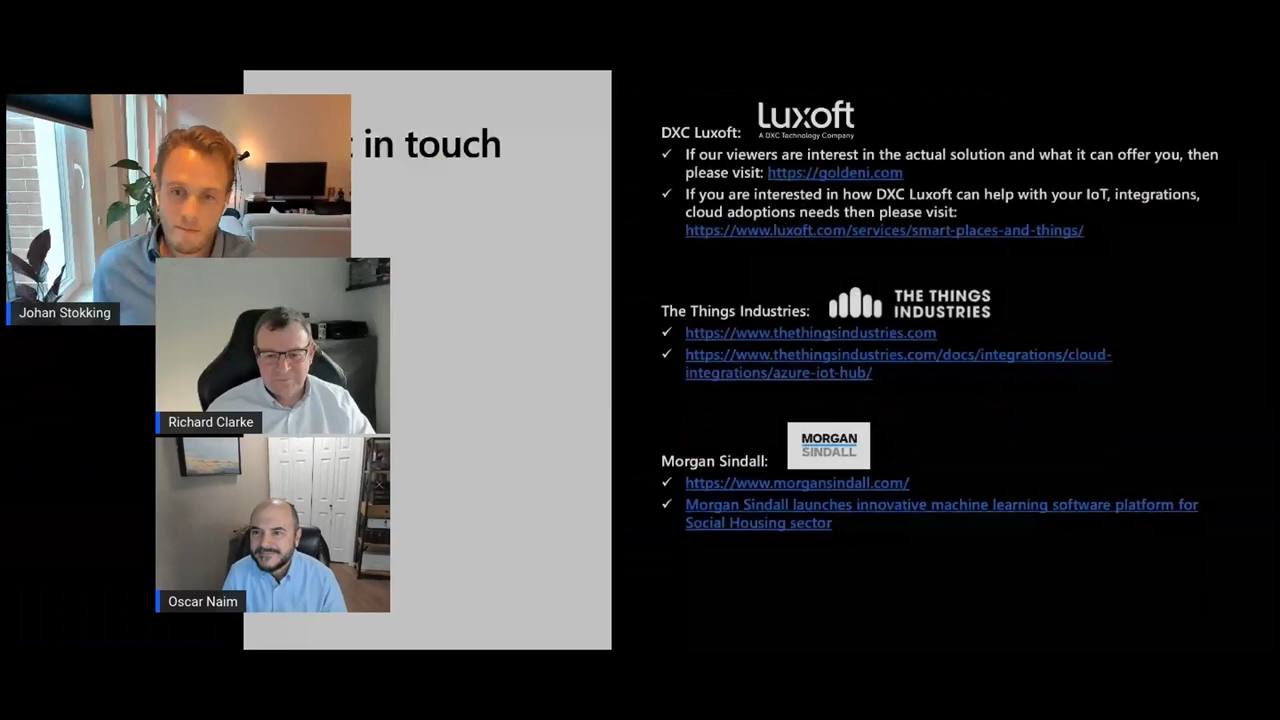 t in touch
Johan Stokking
Richard Clarke
Oscar Naim
DXC Luxoft: Luxoft
A DXC Technology Company
✓ If our viewers are interest in the actual solution and what it can offer you, then
please visit: https://goldeni.com
✓ If you are interested in how DXC Luxoft can help with your IoT, integrations,
cloud adoptions needs then please visit:
https://www.luxoft.com/services/smart-places-and-things/
The Things Industries: THE THINGS
INDUSTRIES
✓ https://www.thethingsindustries.com
✓ https://www.thethingsindustries.com/docs/integrations/cloud-
integrations/azure-iot-hub/
MORGAN
SINDALL
Morgan Sindall:
✓ https://www.morgansindall.com/
✓ Morgan Sindall launches innovative machine learning software platform for
Social Housing sector